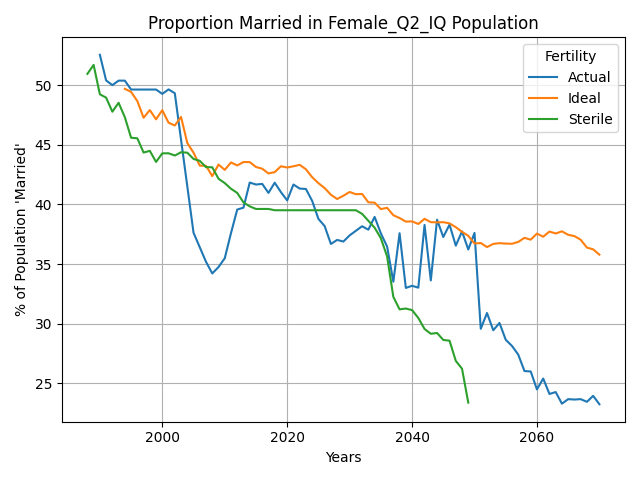 Proportion Married in Female_Q2_IQ Population
% of Population 'Married'
50
45
40
35
30
25
2000
2020
2040
2060
Years
Fertility
Actual
Ideal
Sterile